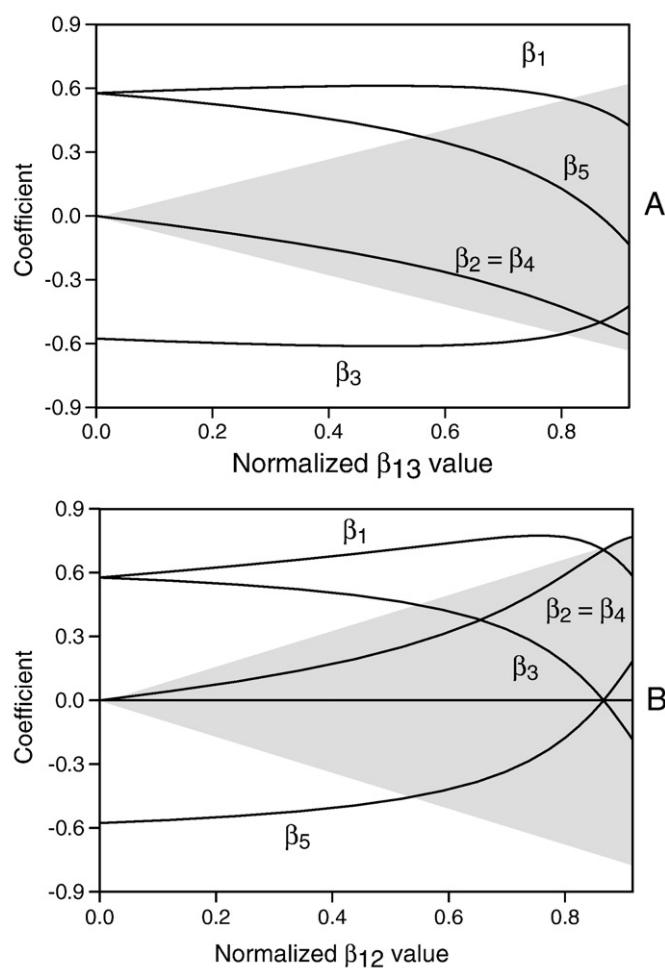 0.9
β1
0.6
0.3
β5
A
Coefficient
0.0
β2 = β4
-0.3
-0.6
β3
-0.9
0.0 0.2 0.4 0.6 0.8
Normalized β13 value
0.9
β1
0.6
β2 = β4
0.3
β3
Coefficient
0.0
B
-0.3
-0.6
β5
-0.9
0.0 0.2 0.4 0.6 0.8
Normalized β12 value